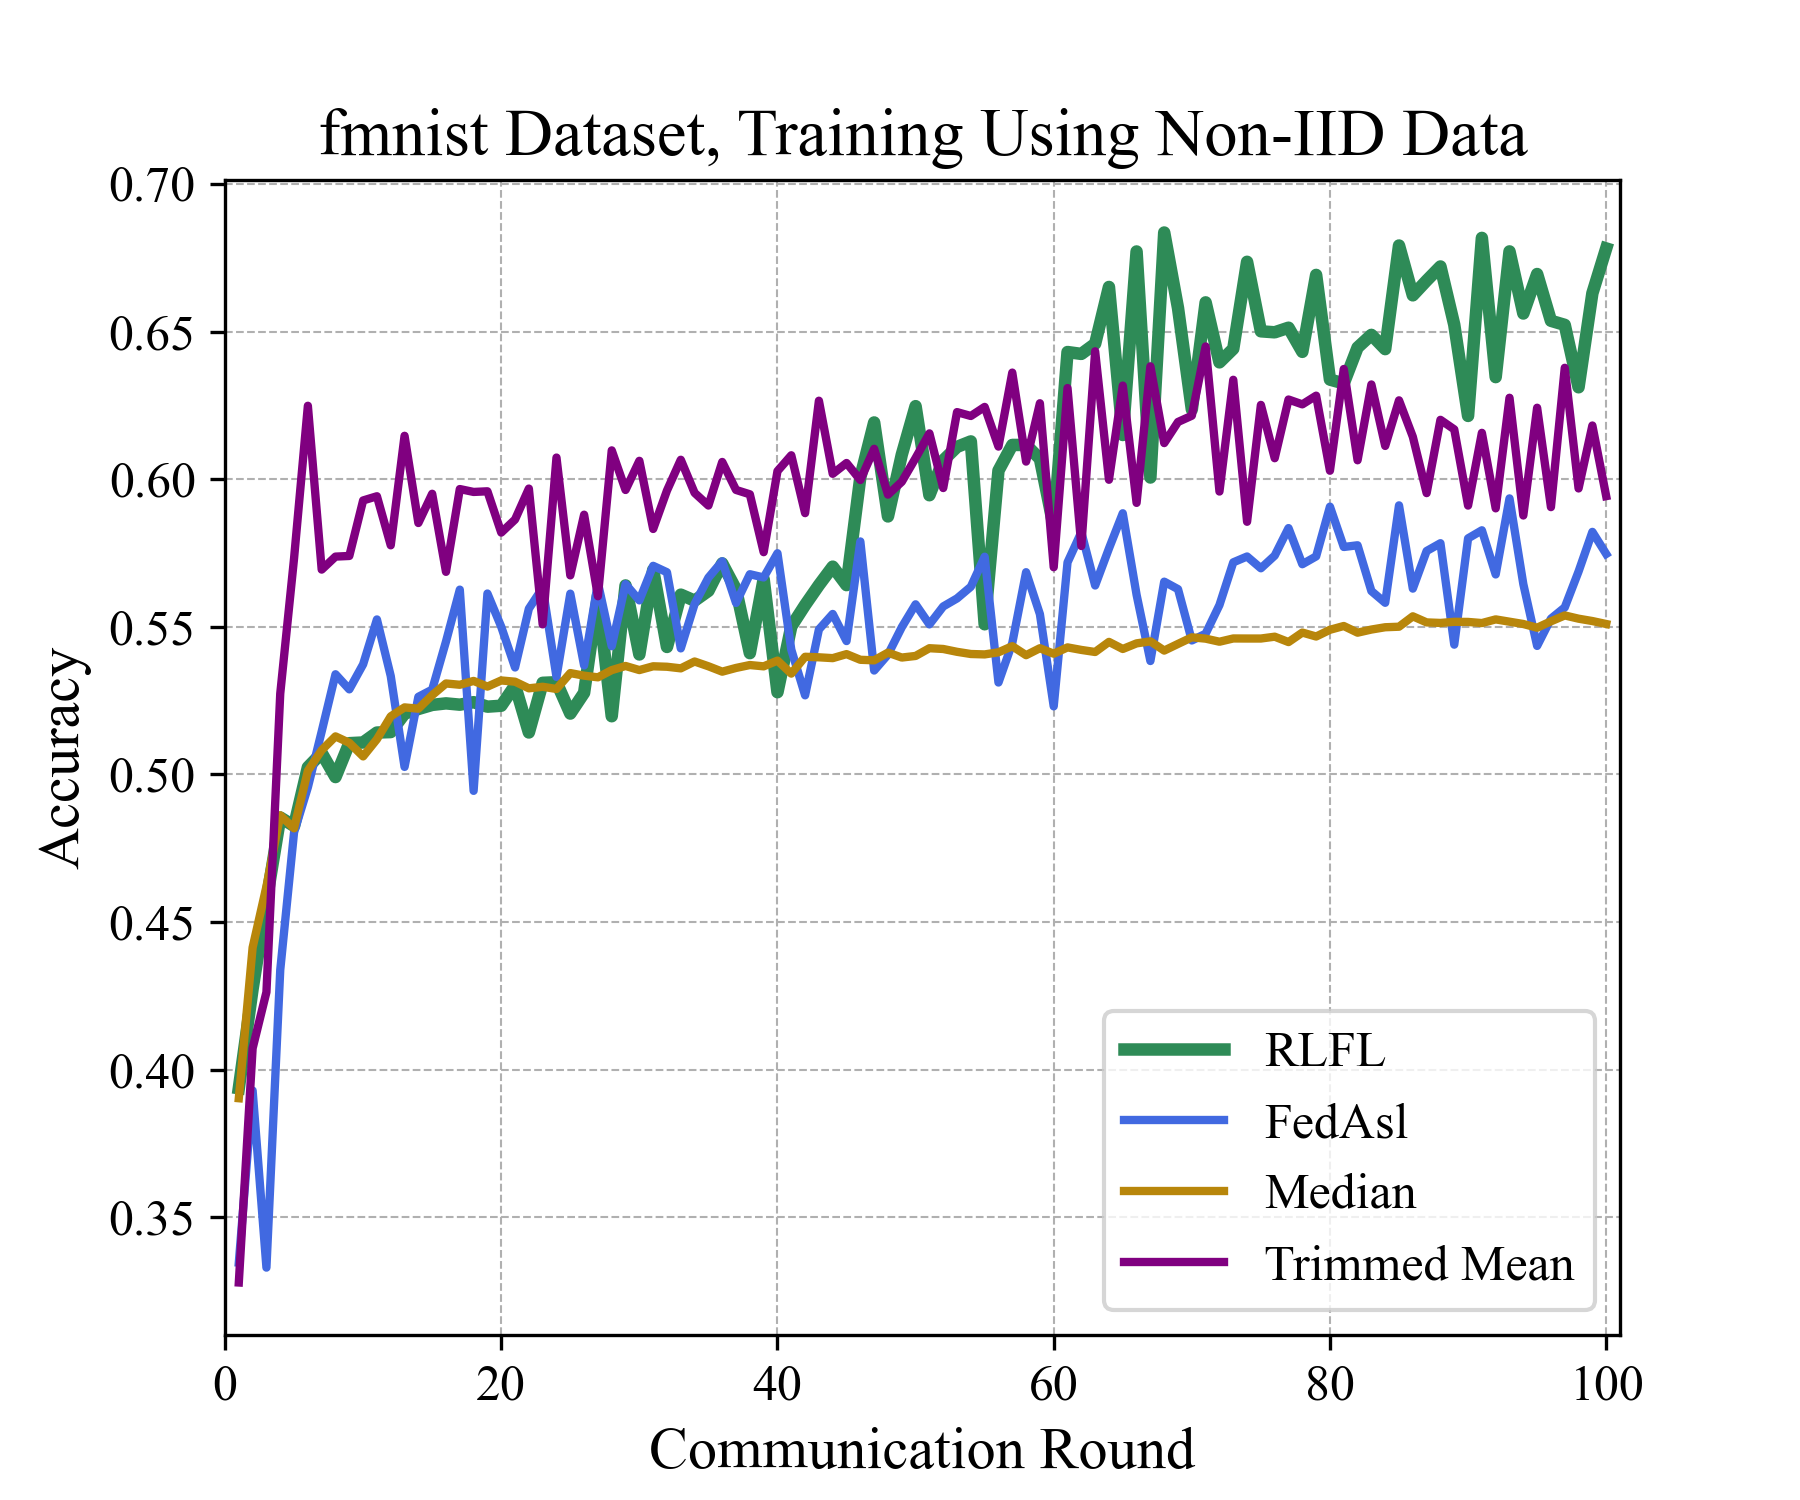 fmnist Dataset, Training Using Non-IID Data
0.70
0.65
0.60
0.55
0.50
0.45
0.40
0.35
Accuracy
RLFL
FedAsl
Median
Trimmed Mean
0 20 40 60 80 100
Communication Round